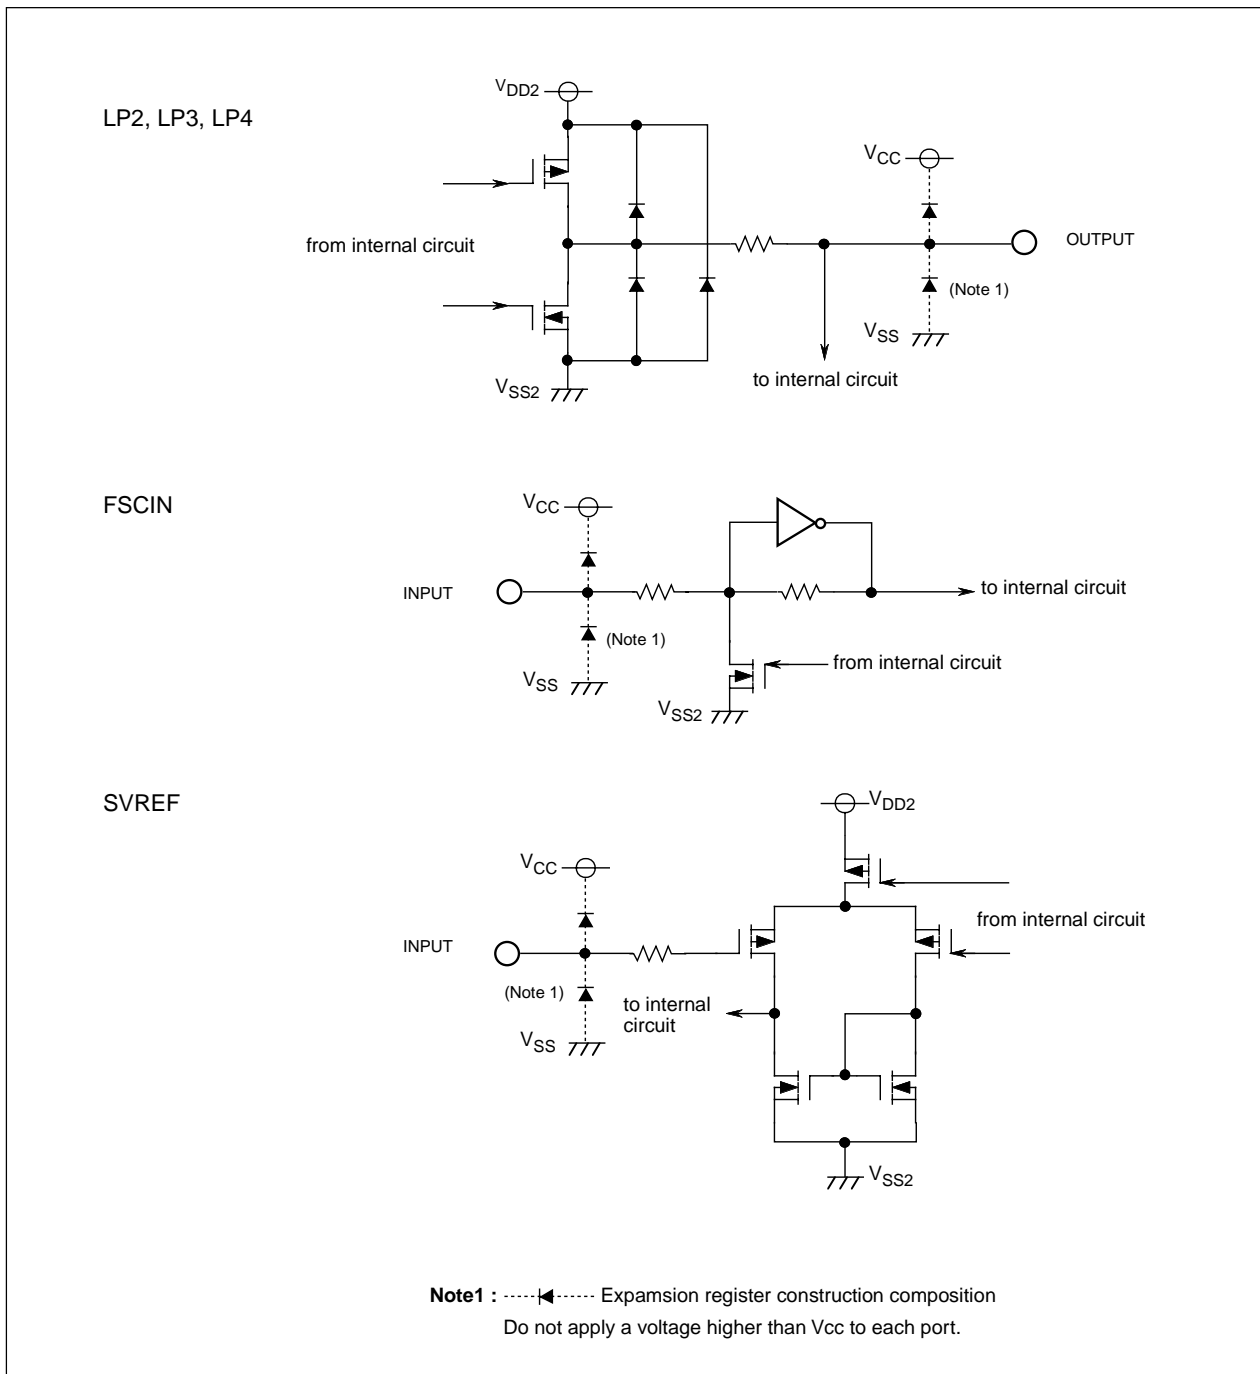 LP2, LP3, LP4
VDD2
VCC
from internal circuit
OUTPUT
(Note 1)
VSS
to internal circuit
VSS2
FSCIN
VCC
INPUT
to internal circuit
(Note 1)
from internal circuit
VSS
VSS2
SVREF
VDD2
VCC
from internal circuit
INPUT
(Note 1)
to internal
circuit
VSS
VSS2
Note1 : Expamsion register construction composition
Do not apply a voltage higher than Vcc to each port.